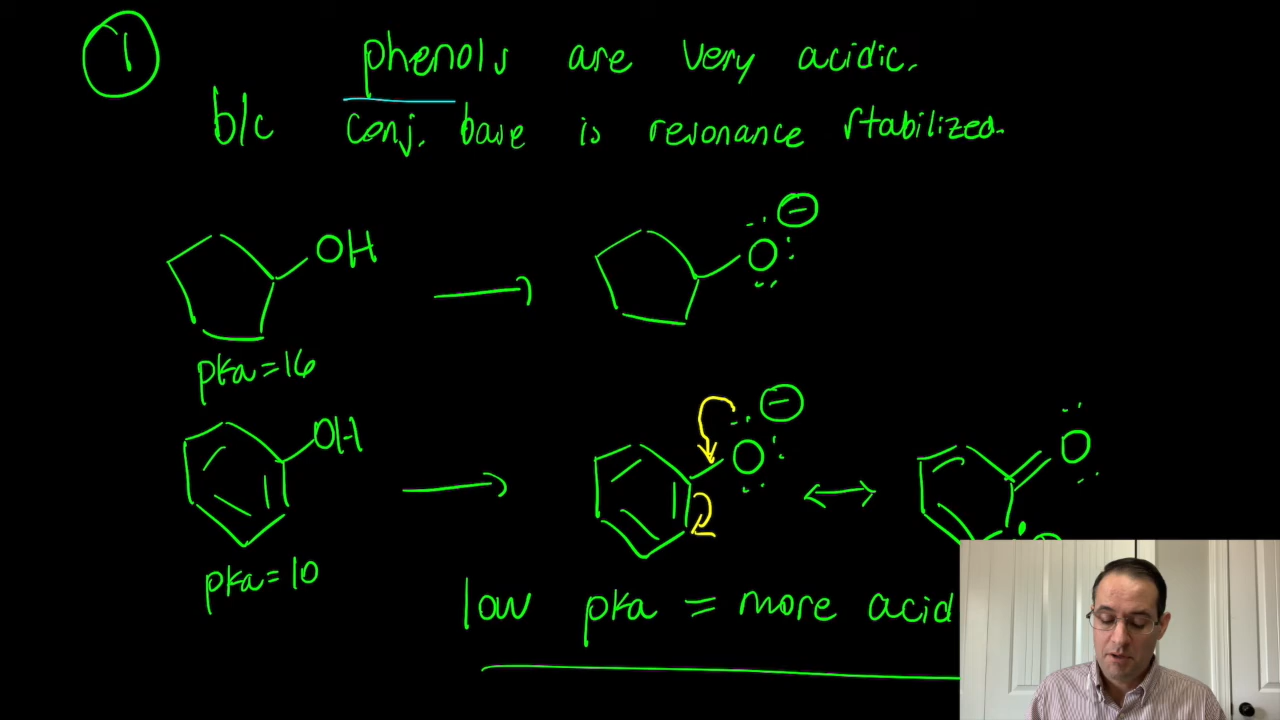 1
phenols are very acidic.
b/c conj. base is resonance stabilized.
OH
O
pka=16
OH
O
O
pka=10
low pka = more acid